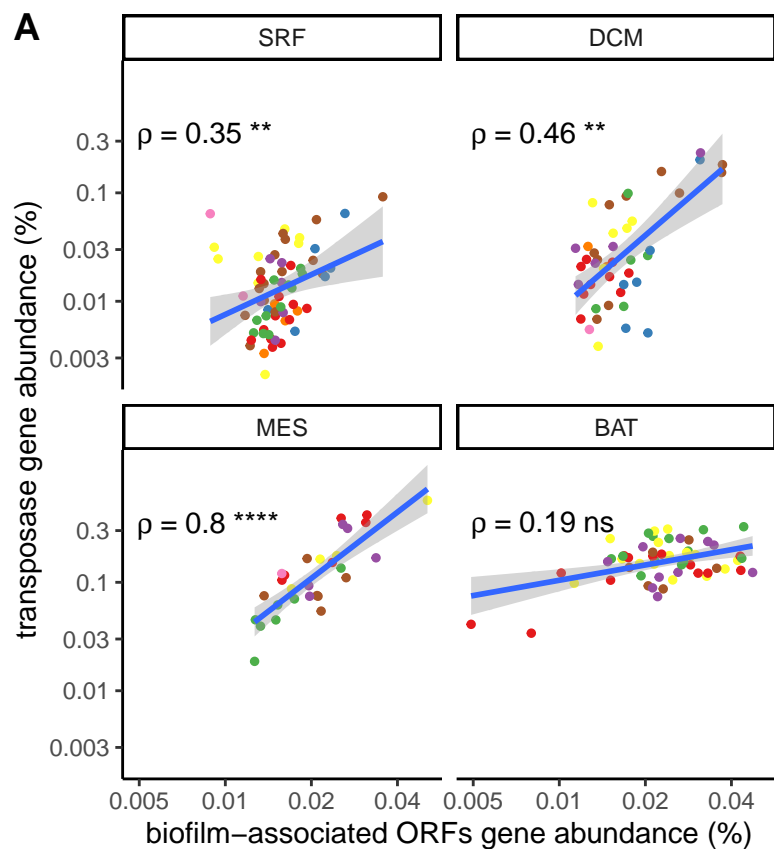 A
SRF
DCM
ρ = 0.35 **
ρ = 0.46 **
0.3
0.1
0.03
0.01
0.003
MES
BAT
ρ = 0.8 ****
ρ = 0.19 ns
0.3
0.1
0.03
0.01
0.003
0.005 0.01 0.02 0.04
0.005 0.01 0.02 0.04
transposase gene abundance (%)
biofilm−associated ORFs gene abundance (%)